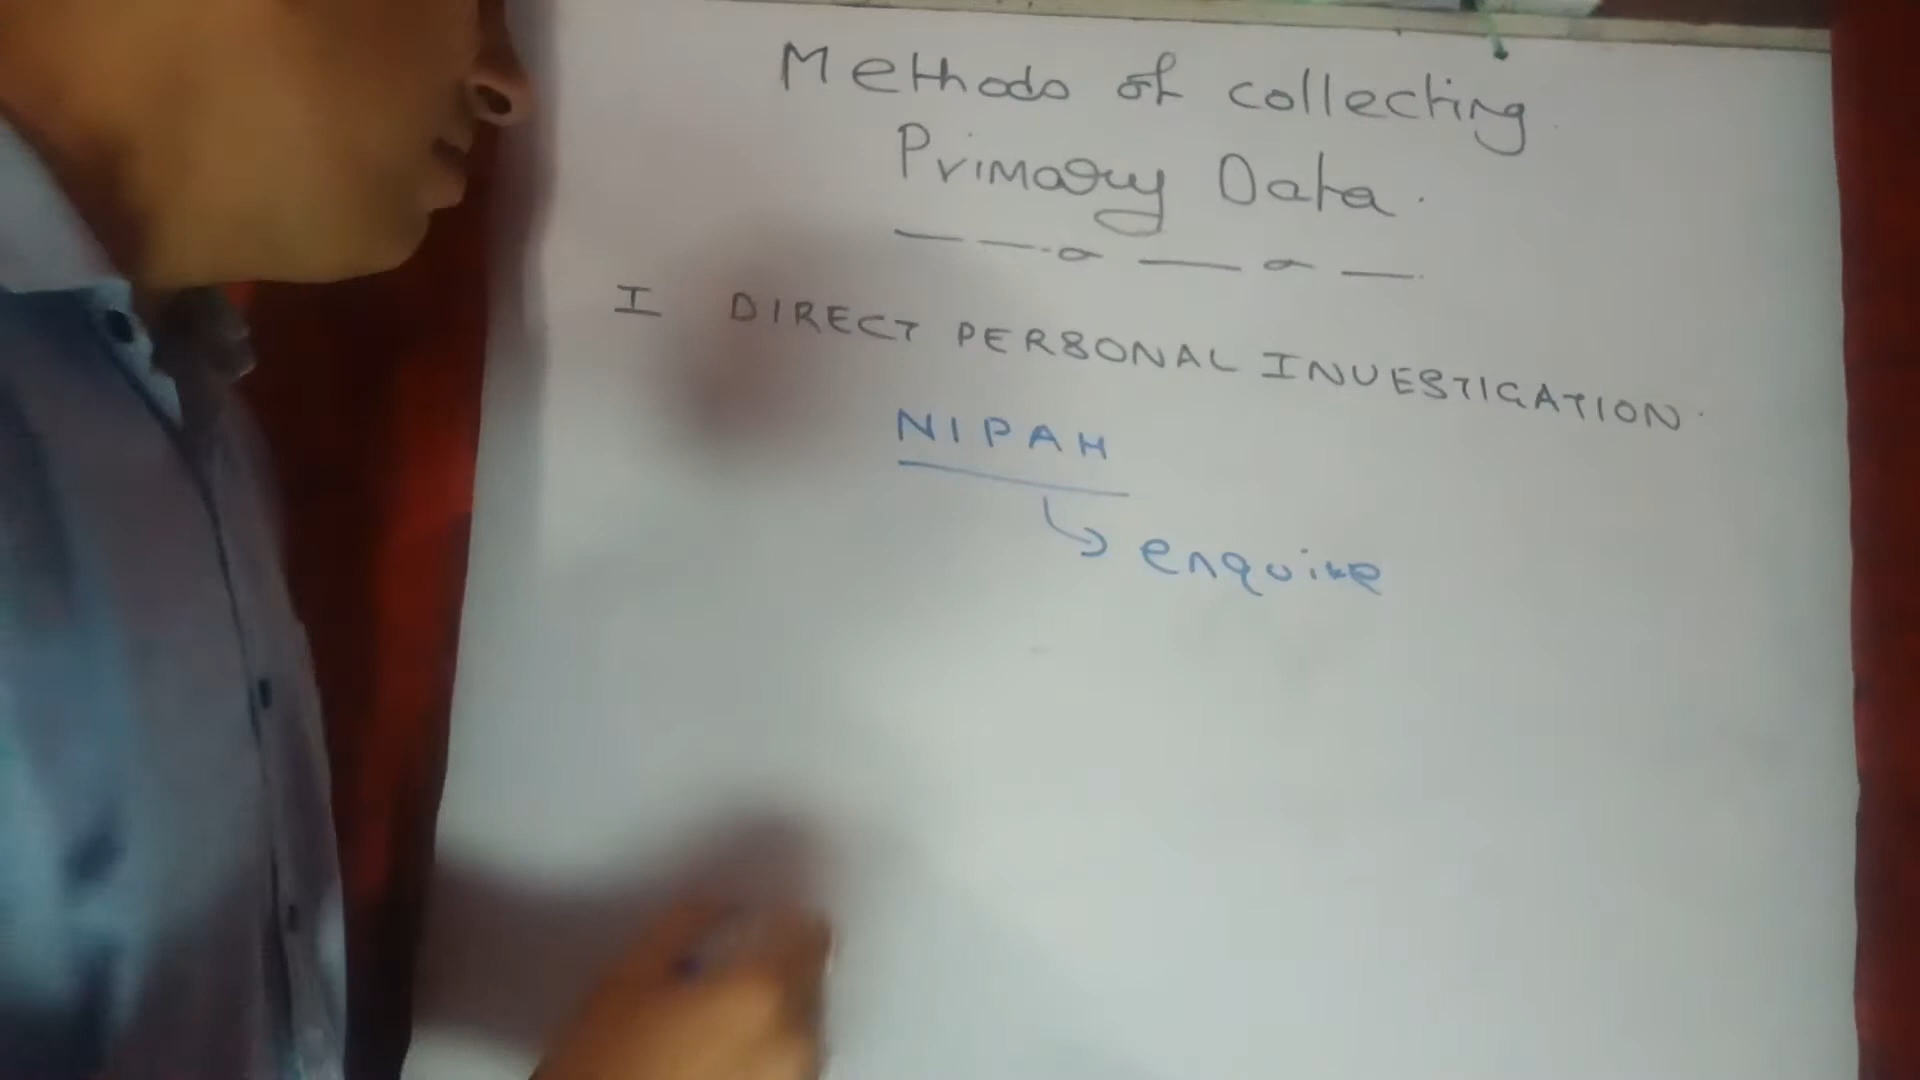 Methods of collecting
Primary Data.
I DIRECT PERSONAL INVESTIGATION.
NIPAH
↳ enquire